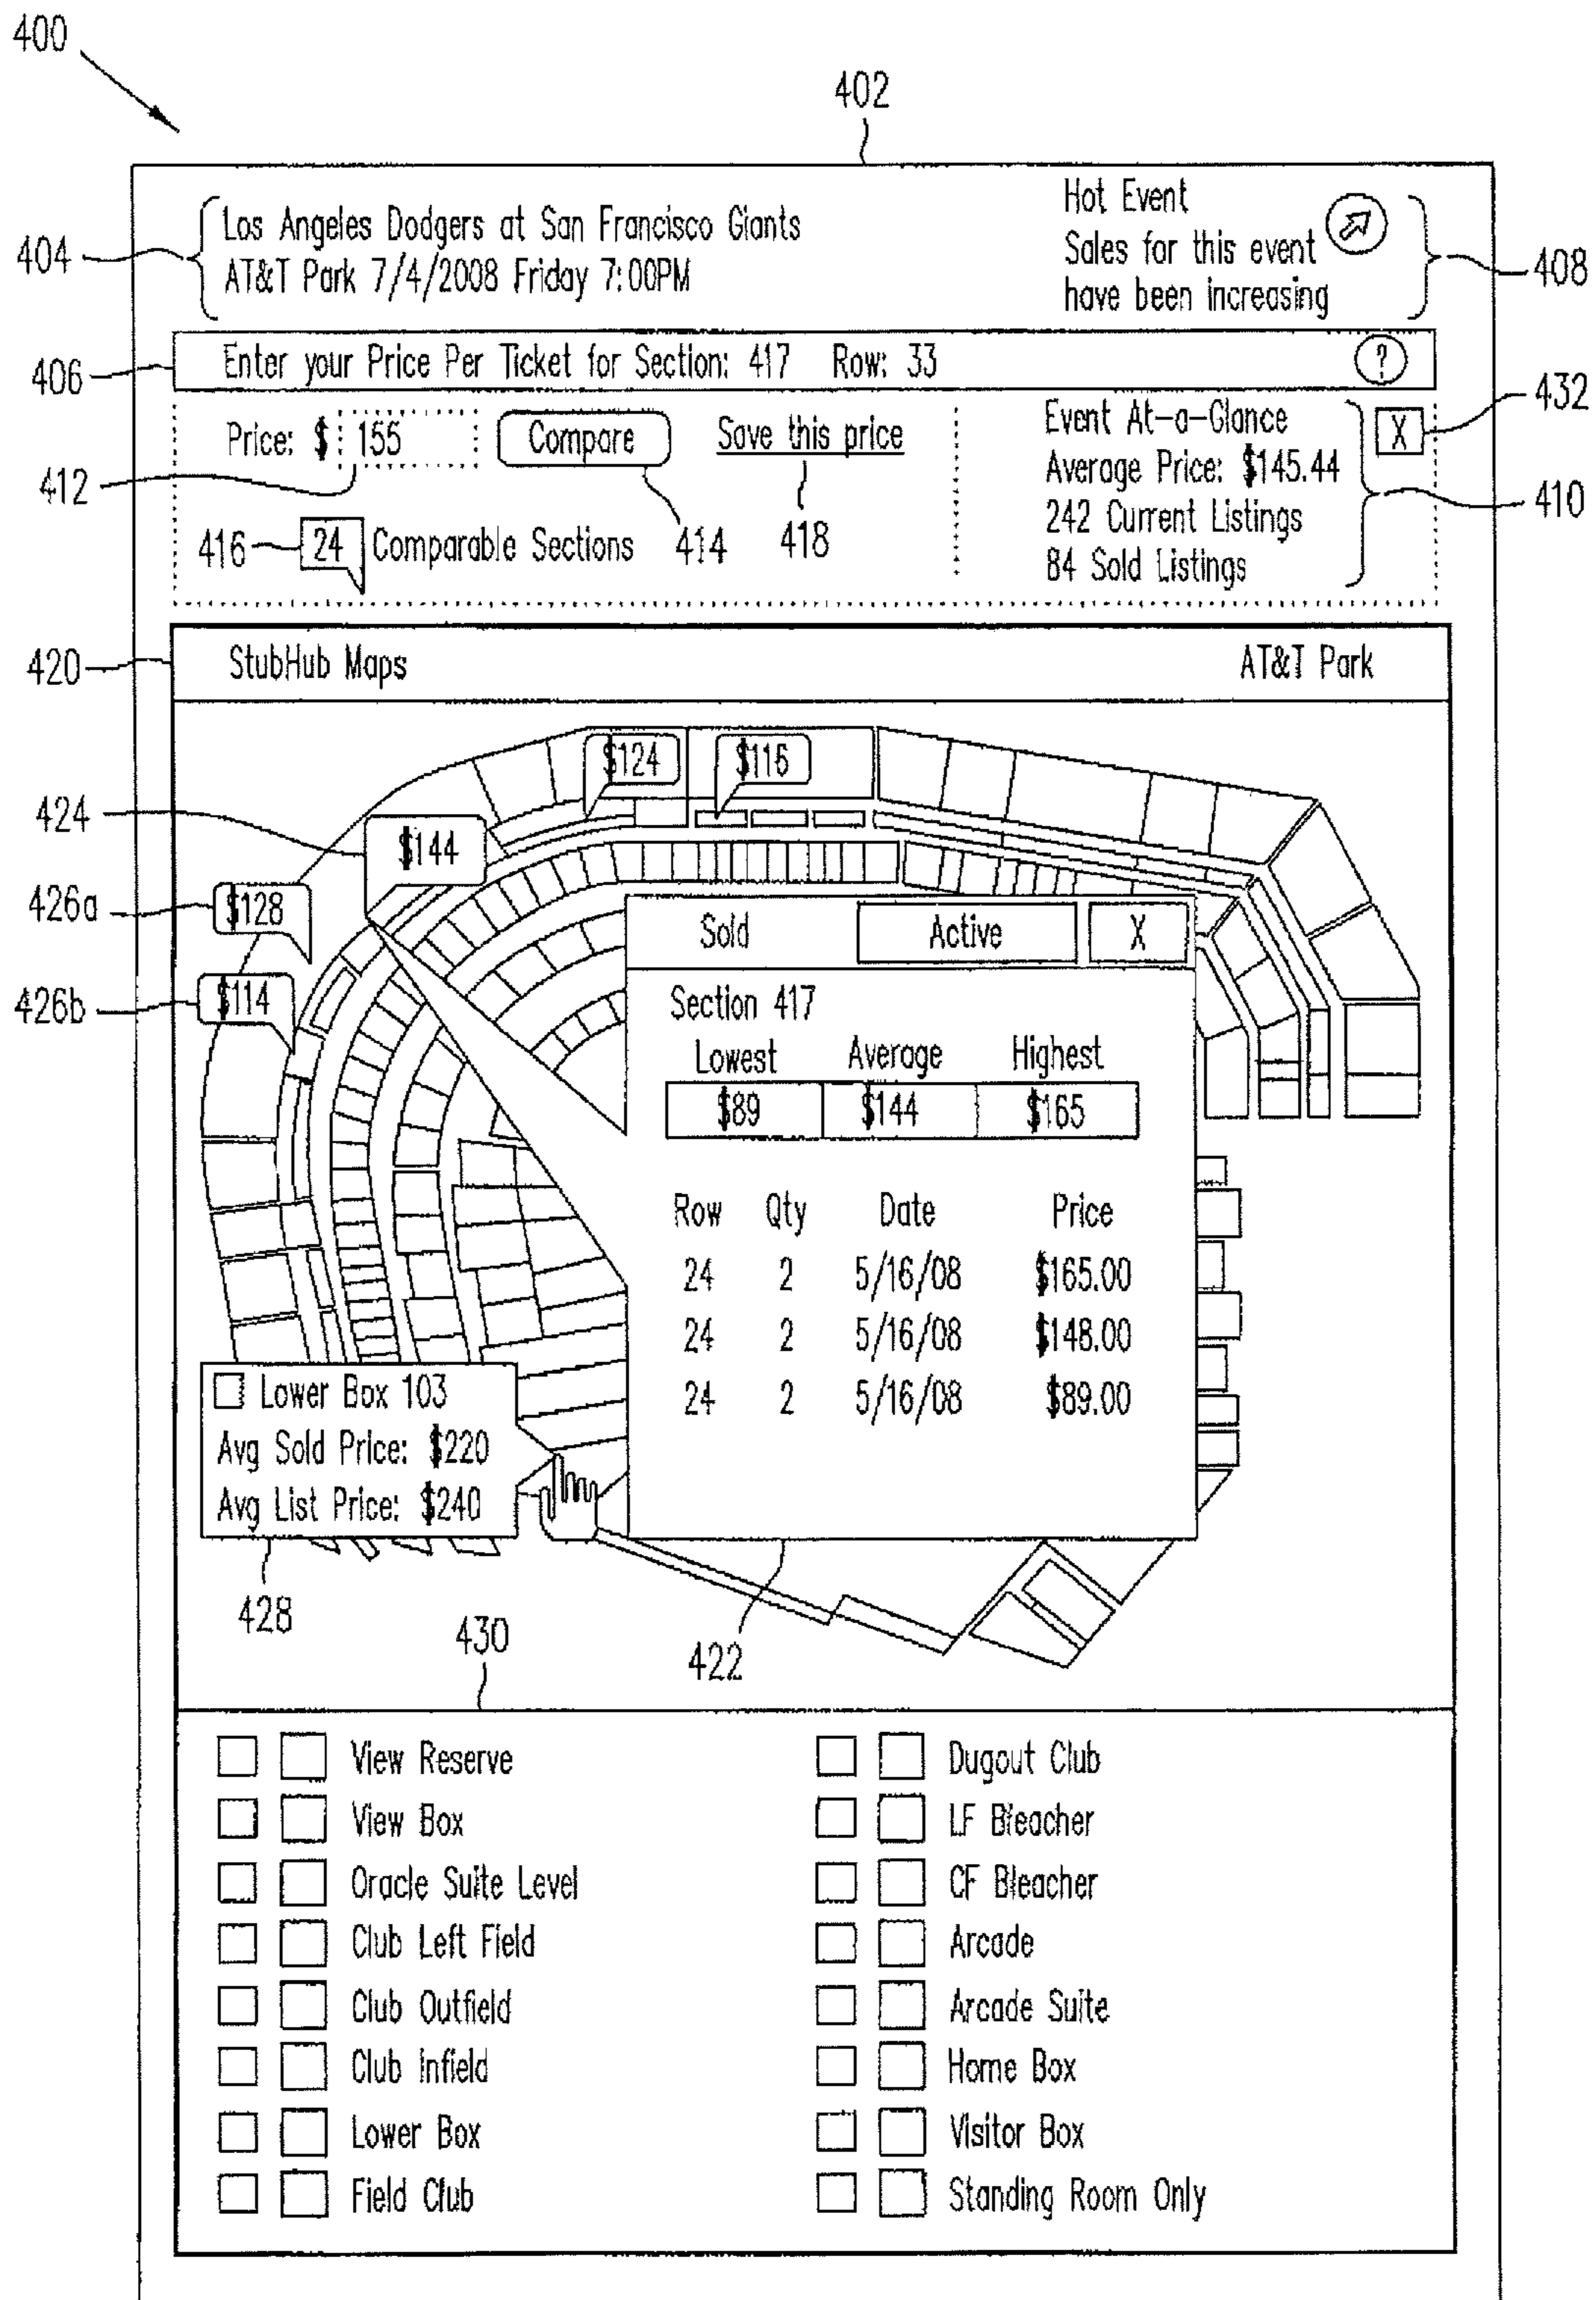 400
402
404
Los Angeles Dodgers at San Francisco Giants
AT&T Park 7/4/2008 Friday 7:00PM
Hot Event
Sales for this event
have been increasing
408
406
Enter your Price Per Ticket for Section: 417 Row: 33
?
432
Price: $ 155
Compare
Save this price
412
416
24 Comparable Sections
414
418
Event At-a-Glance
Average Price: $145.44
242 Current Listings
84 Sold Listings
X
410
420
StubHub Maps
AT&T Park
$124
$116
424
$144
426a
$128
426b
$114
Sold
Active
X
Section 417
Lowest Average Highest
$89 $144 $165
Row Qty Date Price
24 2 5/16/08 $165.00
24 2 5/16/08 $148.00
24 2 5/16/08 $89.00
Lower Box 103
Avg Sold Price: $220
Avg List Price: $240
428
430
422
View Reserve
View Box
Oracle Suite Level
Club Left Field
Club Outfield
Club Infield
Lower Box
Field Club
Dugout Club
LF Bleacher
CF Bleacher
Arcade
Arcade Suite
Home Box
Visitor Box
Standing Room Only